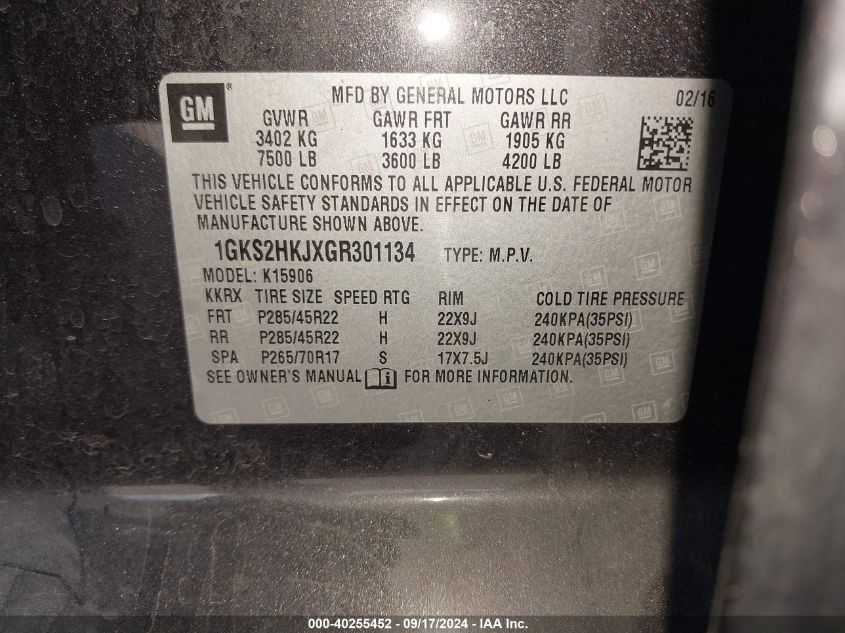 GM ®
MFD BY GENERAL MOTORS LLC 02/16
GVWR GAWR FRT GAWR RR
3402 KG 1633 KG 1905 KG
7500 LB 3600 LB 4200 LB
THIS VEHICLE CONFORMS TO ALL APPLICABLE U.S. FEDERAL MOTOR
VEHICLE SAFETY STANDARDS IN EFFECT ON THE DATE OF
MANUFACTURE SHOWN ABOVE.
1GKS2HKJXGR301134 TYPE: M.P.V.
MODEL: K15906
KKRX TIRE SIZE SPEED RTG RIM COLD TIRE PRESSURE
FRT P285/45R22 H 22X9J 240KPA(35PSI)
RR P285/45R22 H 22X9J 240KPA(35PSI)
SPA P265/70R17 S 17X7.5J 240KPA(35PSI)
SEE OWNER'S MANUAL i FOR MORE INFORMATION.
000-40255452 - 09/17/2024 - IAA Inc.